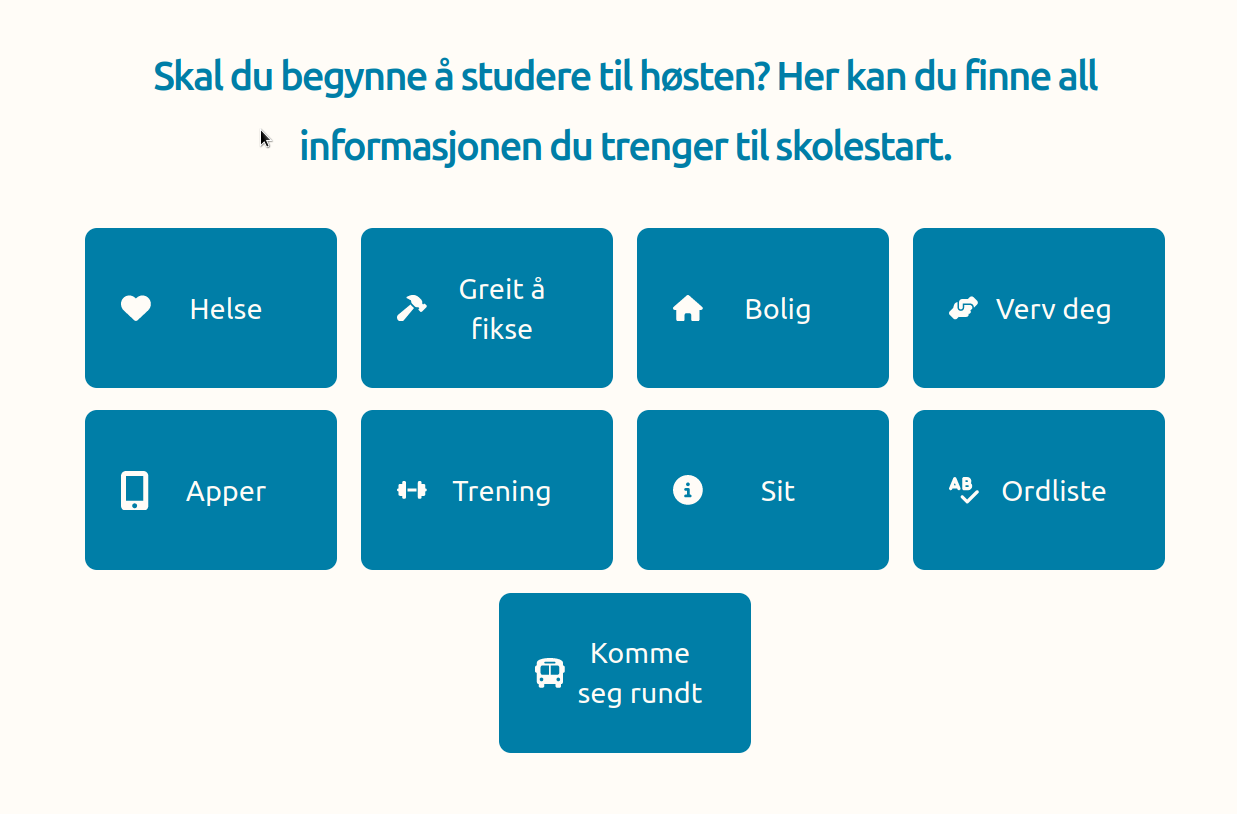 Skal du begynne å studere til høsten? Her kan du finne all
informasjonen du trenger til skolestart.
Helse
Greit å
fikse
Bolig
Verv deg
Apper
Trening
Sit
AB
Ordliste
Komme
seg rundt